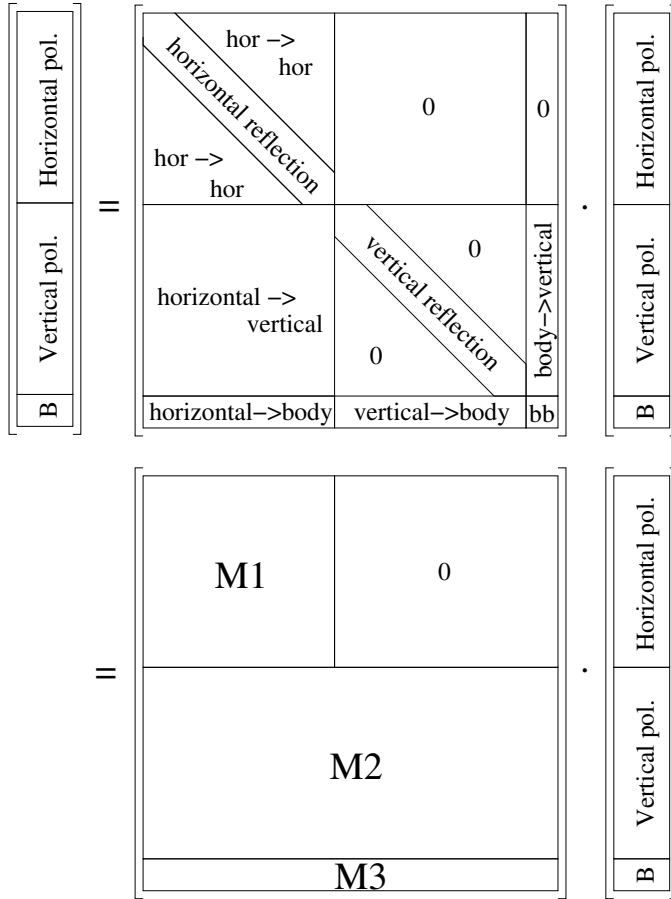 Horizontal pol.
Vertical pol.
B
=
hor ->
hor
horizontal reflection
hor ->
hor
0
0
horizontal ->
vertical
vertical reflection
0
0
body->vertical
horizontal->body
vertical->body
bb
·
Horizontal pol.
Vertical pol.
B
=
M1
0
M2
M3
·
Horizontal pol.
Vertical pol.
B